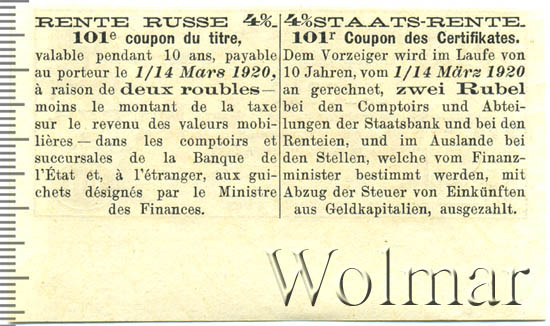 RENTE RUSSE 4%.
101e coupon du titre,
valable pendant 10 ans, payable
au porteur le 1/14 Mars 1920,
à raison de deux roubles—
moins le montant de la taxe
sur le revenu des valeurs mobi-
lières—dans les comptoirs et
succursales de la Banque de
l'État et, à l'étranger, aux gui-
chets désignés par le Ministre
des Finances.
4% STAATS-RENTE.
101r Coupon des Certifikates.
Dem Vorzeiger wird im Laufe von
10 Jahren, vom 1/14 März 1920
an gerechnet, zwei Rubel
bei den Comptoirs und Abtei-
lungen der Staatsbank und bei den
Renteien, und im Auslande bei
den Stellen, welche vom Finanz-
minister bestimmt werden, mit
Abzug der Steuer von Einkünften
aus Geldkapitalien, ausgezahlt.
Wolmar